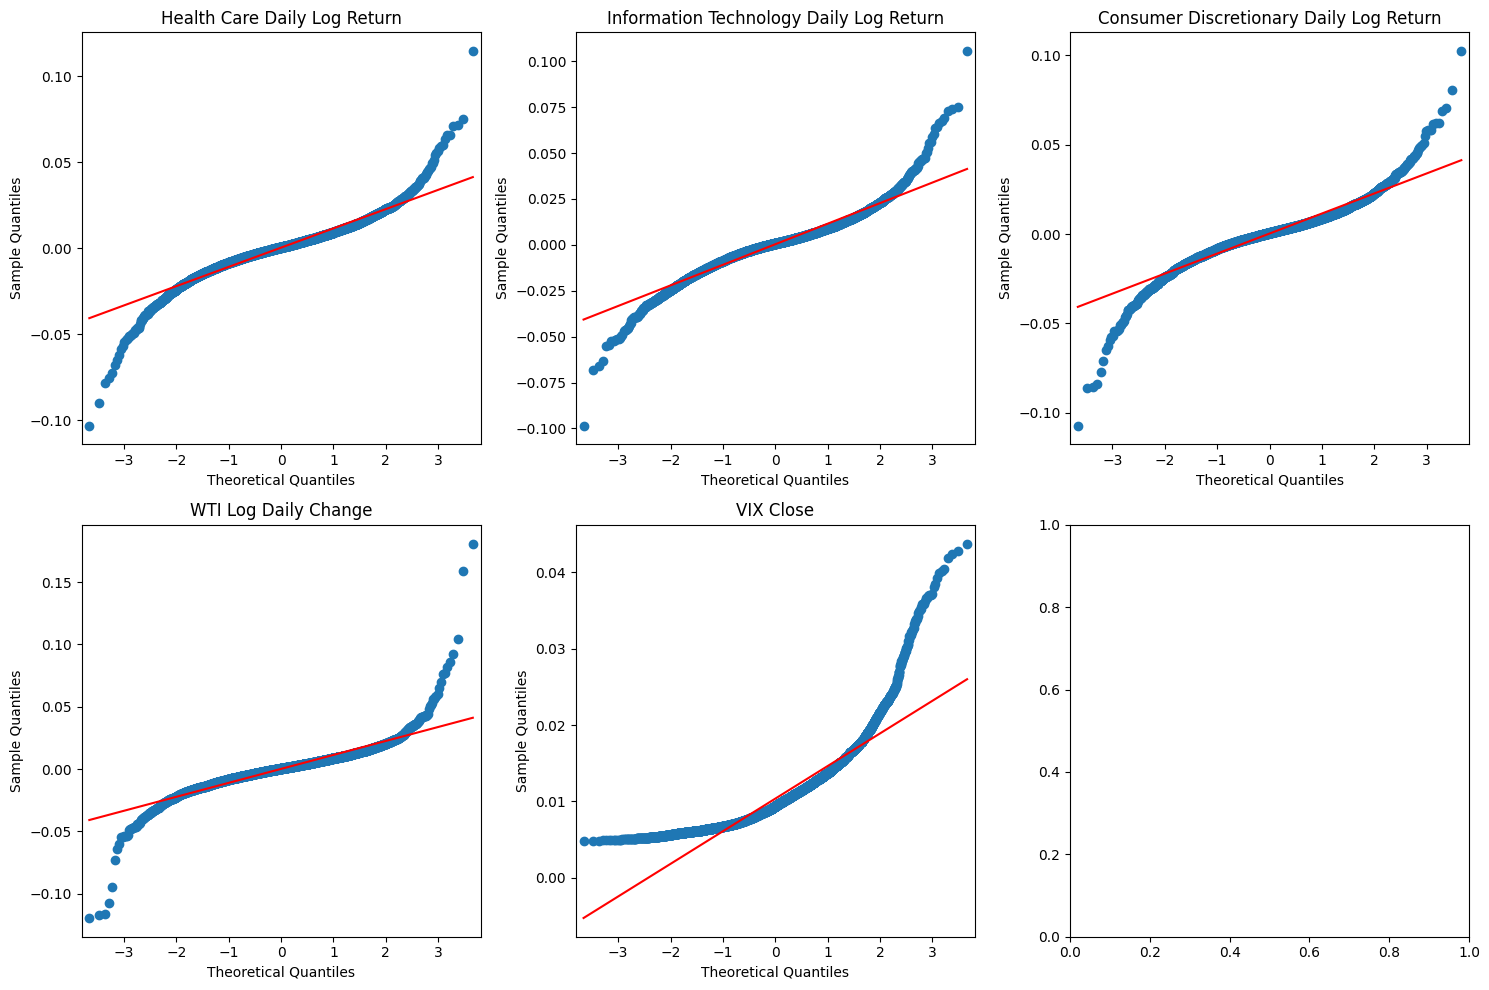 Health Care Daily Log Return
0.10
0.05
0.00
−0.05
−0.10
Sample Quantiles
−3 −2 −1 0 1 2 3
Theoretical Quantiles
Information Technology Daily Log Return
0.100
0.075
0.050
0.025
0.000
−0.025
−0.050
−0.075
−0.100
Sample Quantiles
−3 −2 −1 0 1 2 3
Theoretical Quantiles
Consumer Discretionary Daily Log Return
0.10
0.05
0.00
−0.05
−0.10
Sample Quantiles
−3 −2 −1 0 1 2 3
Theoretical Quantiles
WTI Log Daily Change
0.15
0.10
0.05
0.00
−0.05
−0.10
Sample Quantiles
−3 −2 −1 0 1 2 3
Theoretical Quantiles
VIX Close
0.04
0.03
0.02
0.01
0.00
Sample Quantiles
−3 −2 −1 0 1 2 3
Theoretical Quantiles
1.0
0.8
0.6
0.4
0.2
0.0
0.0 0.2 0.4 0.6 0.8 1.0